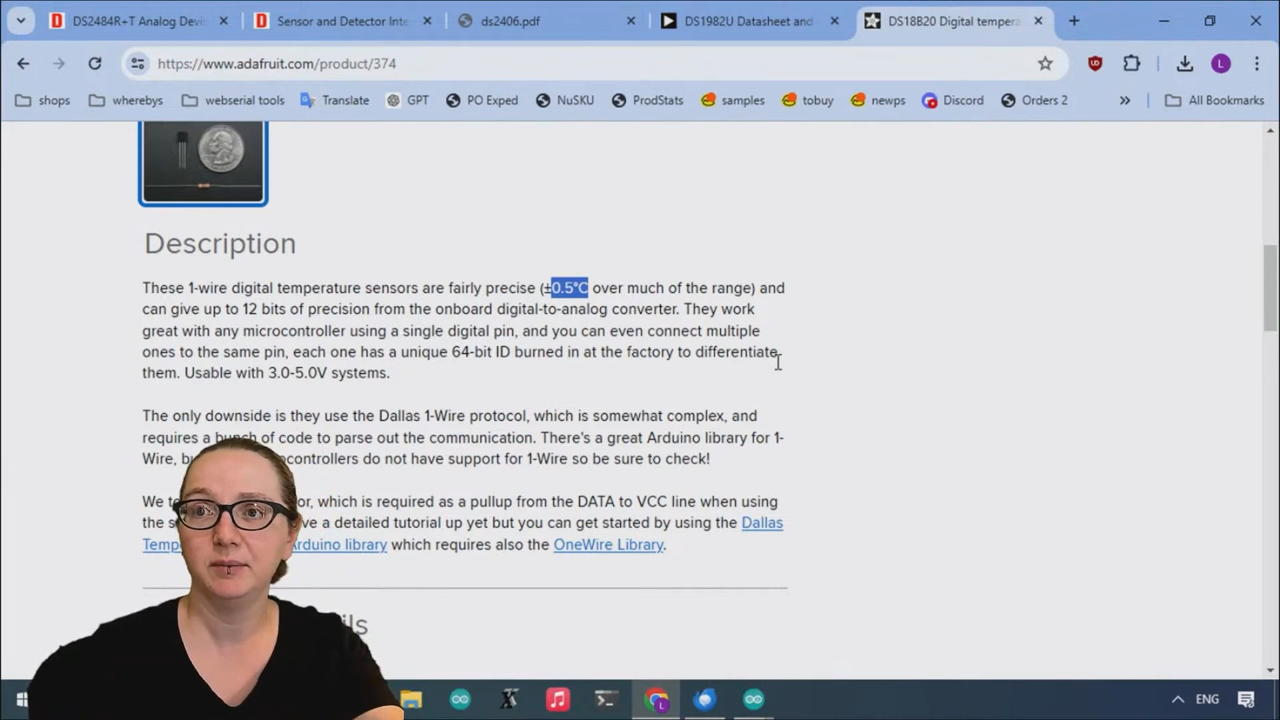 DS2484R+T Analog Devi
Sensor and Detector Inte
ds2406.pdf
DS1982U Datasheet and
DS18B20 Digital tempera
https://www.adafruit.com/product/374
shops
wherebys
webserial tools
Translate
GPT
PO Exped
NuSKU
ProdStats
samples
tobuy
newps
Discord
Orders 2
»
All Bookmarks
Description
These 1-wire digital temperature sensors are fairly precise (±0.5°C over much of the range) and
can give up to 12 bits of precision from the onboard digital-to-analog converter. They work
great with any microcontroller using a single digital pin, and you can even connect multiple
ones to the same pin, each one has a unique 64-bit ID burned in at the factory to differentiate
them. Usable with 3.0-5.0V systems.
The only downside is they use the Dallas 1-Wire protocol, which is somewhat complex, and
requires a bunch of code to parse out the communication. There's a great Arduino library for 1-
Wire, bu ocontrollers do not have support for 1-Wire so be sure to check!
We to or, which is required as a pullup from the DATA to VCC line when using
the s ve a detailed tutorial up yet but you can get started by using the Dallas
Temp Arduino library which requires also the OneWire Library.
ils
ENG